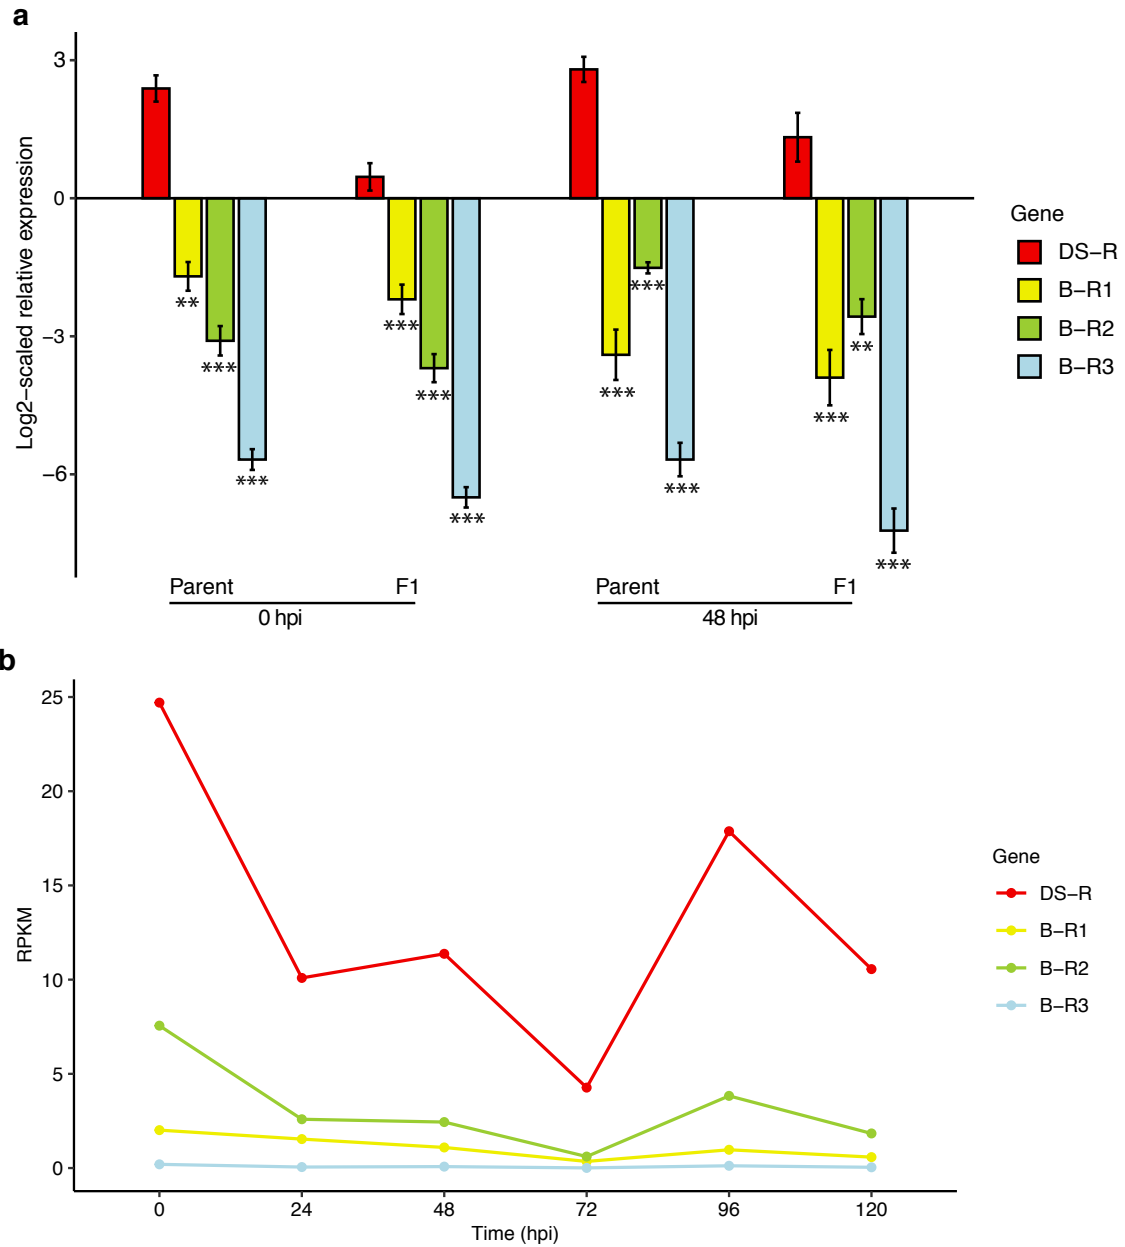 a
Log2−scaled relative expression
3
0
−3
−6
**
***
***
***
***
***
***
***
***
***
**
***
Parent
F1
Parent
F1
0 hpi
48 hpi
Gene
DS−R
B−R1
B−R2
B−R3
b
RPKM
25
20
15
10
5
0
0
24
48
72
96
120
Time (hpi)
Gene
DS−R
B−R1
B−R2
B−R3